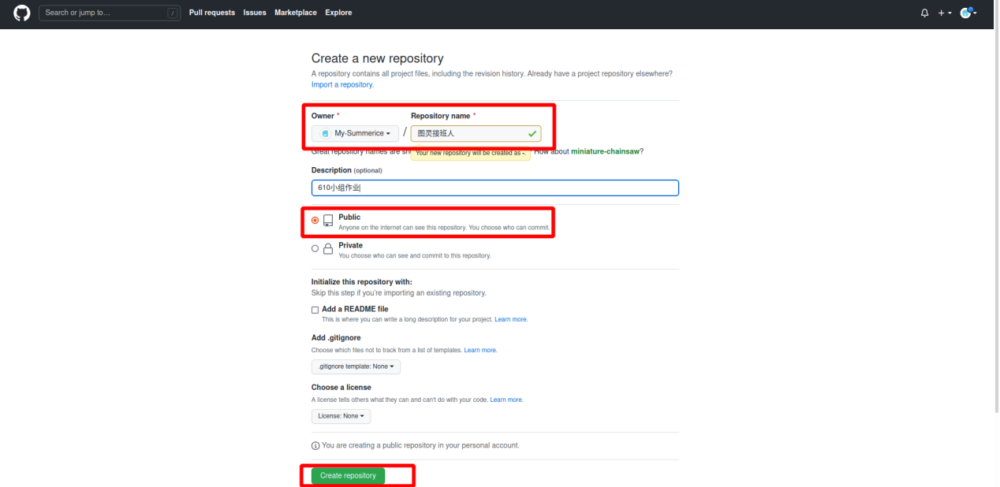 Search or jump to... / Pull requests Issues Marketplace Explore
Create a new repository
A repository contains all project files, including the revision history. Already have a project repository elsewhere?
Import a repository.
Owner * Repository name *
My-Summerice / 图灵接班人
Great repository names are Your new repository will be created as -. How about miniature-chainsaw?
Description (optional)
610小组作业
Public
Anyone on the internet can see this repository. You choose who can commit.
Private
You choose who can see and commit to this repository.
Initialize this repository with:
Skip this step if you're importing an existing repository.
Add a README file
This is where you can write a long description for your project. Learn more.
Add .gitignore
Choose which files not to track from a list of templates. Learn more.
.gitignore template: None
Choose a license
A license tells others what they can and can't do with your code. Learn more.
License: None
You are creating a public repository in your personal account.
Create repository